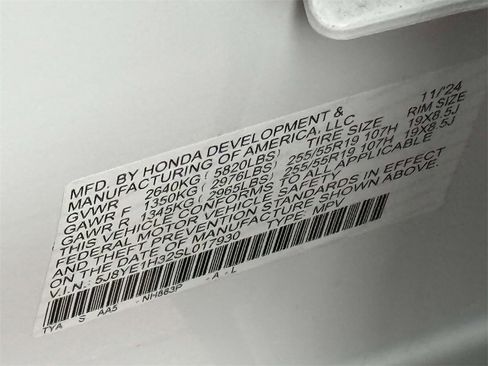 MFD. BY HONDA DEVELOPMENT & 11/'24
MANUFACTURING OF AMERICA, LLC
TIRE SIZE RIM SIZE
GVWR 2640KG ( 5820LBS)
GAWR F 1350KG ( 2976LBS) 255/55R19 107H 19X8.5J
GAWR R 1345KG ( 2965LBS) 255/55R19 107H 19X8.5J
THIS VEHICLE CONFORMS TO ALL APPLICABLE
FEDERAL MOTOR VEHICLE SAFETY
AND THEFT PREVENTION STANDARDS IN EFFECT
ON THE DATE OF MANUFACTURE SHOWN ABOVE.
V.I.N.: 5J8YE1H32SL017930 TYPE: MPV
TYA S AA5 NH883P - A - L